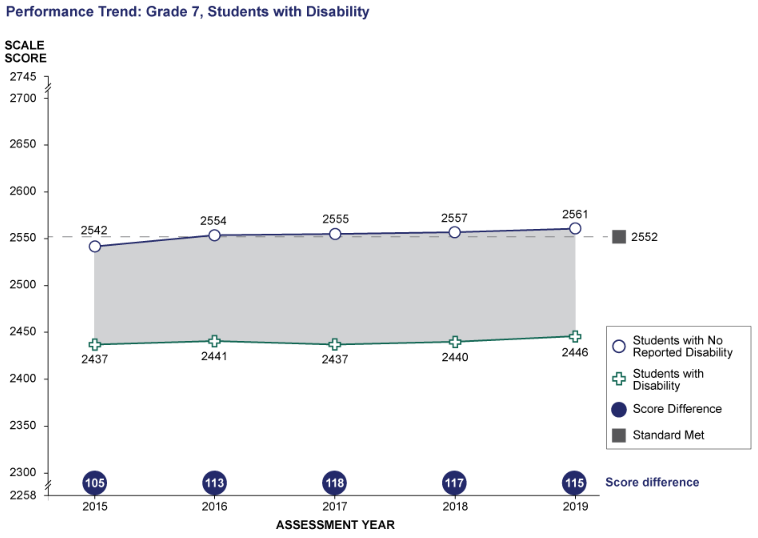 Performance Trend: Grade 7, Students with Disability
SCALE
SCORE
2745
2700
2650
2600
2550
2500
2450
2400
2350
2300
2258
2542
2554
2555
2557
2561
2552
2437
2441
2437
2440
2446
Students with No
Reported Disability
Students with
Disability
Score Difference
Standard Met
105
113
118
117
115
Score difference
2015
2016
2017
2018
2019
ASSESSMENT YEAR